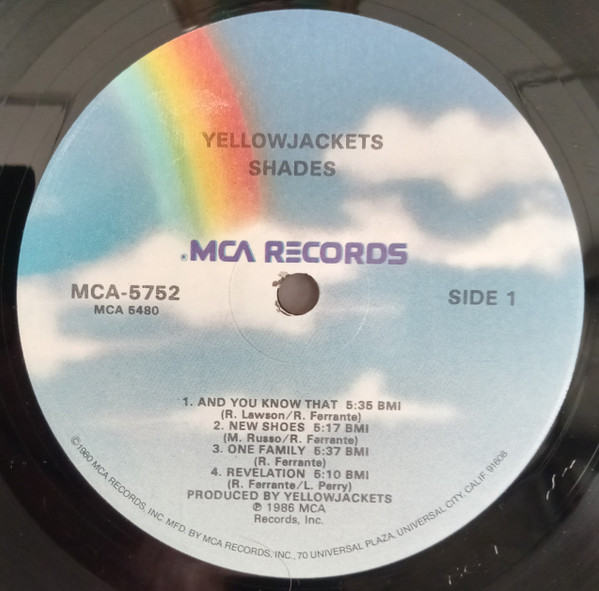 YELLOWJACKETS
SHADES
®MCA RECORDS
MCA-5752
MCA 5480
SIDE 1
1. AND YOU KNOW THAT 5:35 BMI
(R. Lawson/R. Ferrante)
2. NEW SHOES 5:17 BMI
(M. Russo/R. Ferrante)
3. ONE FAMILY 5:37 BMI
(R. Ferrante)
4. REVELATION 5:10 BMI
(R. Ferrante/L. Perry)
PRODUCED BY YELLOWJACKETS
℗ 1986 MCA
Records, Inc.
©1980 MCA RECORDS, INC. MFD. BY MCA RECORDS, INC., 70 UNIVERSAL PLAZA, UNIVERSAL CITY, CALIF. 91608